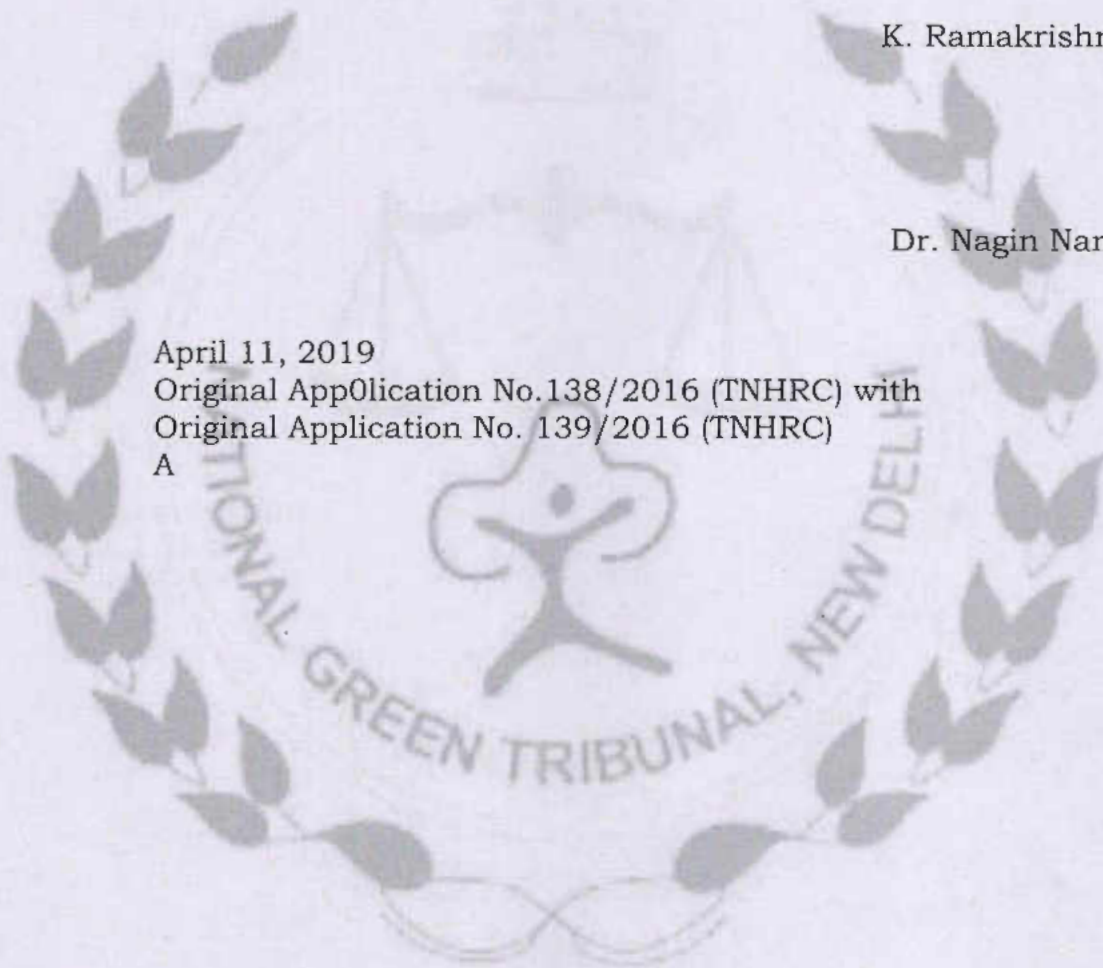 K. Ramakrishn
Dr. Nagin Nan
April 11, 2019
Original App0lication No.138/2016 (TNHRC) with
Original Application No. 139/2016 (TNHRC)
A
NATIONAL GREEN TRIBUNAL, NEW DELHI